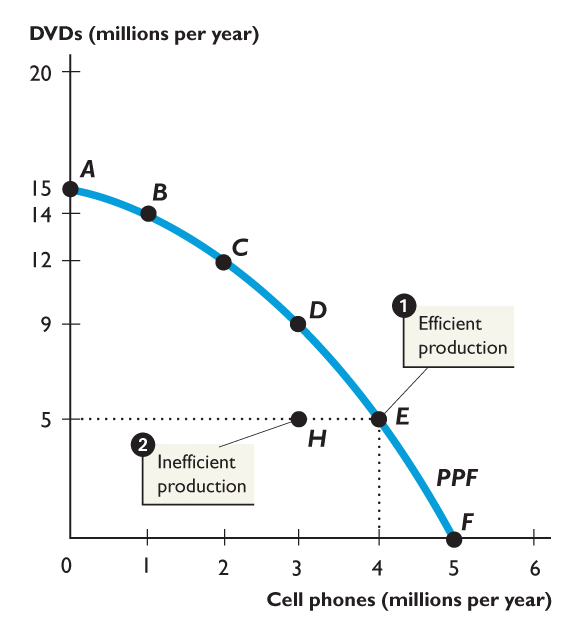 DVDs (millions per year)
20
A
15
B
14
C
12
D
9
1
Efficient
production
5
E
H
2
Inefficient
production
PPF
F
0 1 2 3 4 5 6
Cell phones (millions per year)